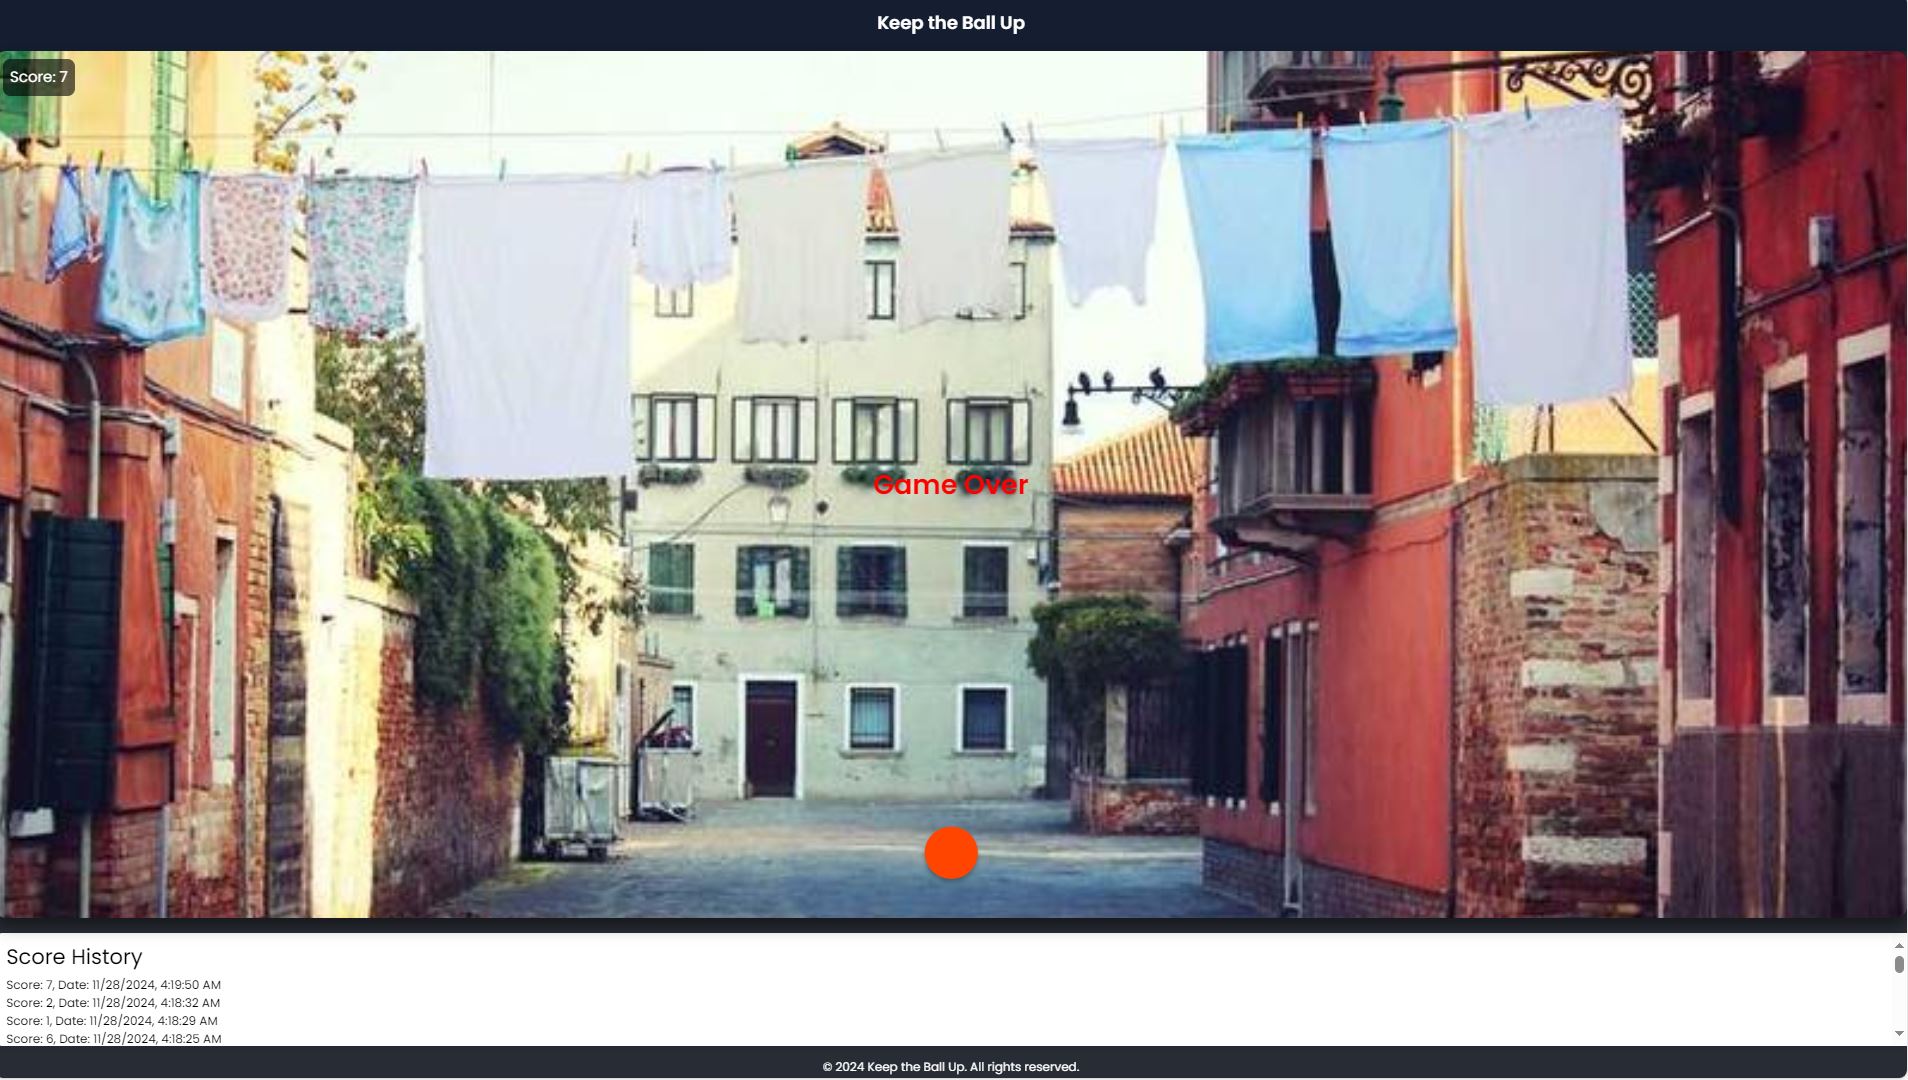 Keep the Ball Up
Score: 7
Game Over
Score History
Score: 7, Date: 11/28/2024, 4:19:50 AM
Score: 2, Date: 11/28/2024, 4:18:32 AM
Score: 1, Date: 11/28/2024, 4:18:29 AM
Score: 6, Date: 11/28/2024, 4:18:25 AM
© 2024 Keep the Ball Up. All rights reserved.